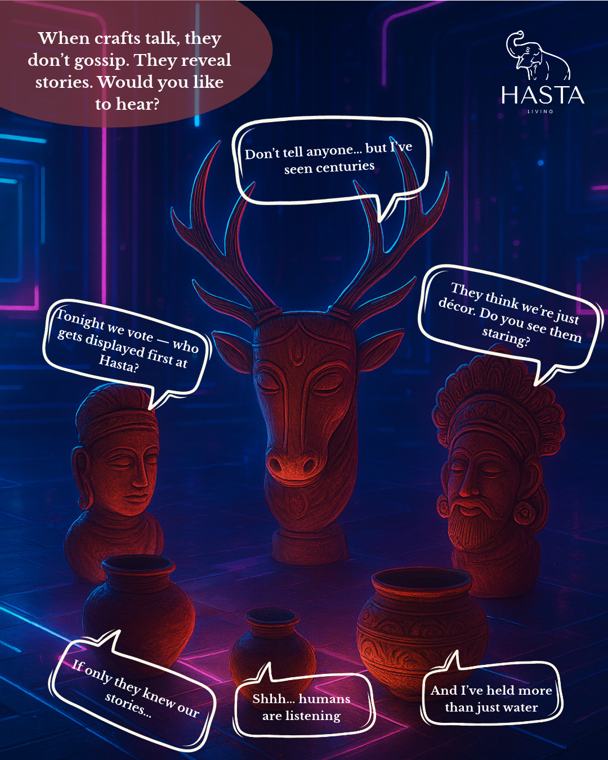 When crafts talk, they
don't gossip. They reveal
stories. Would you like
to hear?
HASTA
LIVING
Don't tell anyone... but I've
seen centuries
They think we're just
décor. Do you see them
staring?
Tonight we vote — who
gets displayed first at
Hasta?
If only they knew our
stories...
Shhh... humans
are listening
And I've held more
than just water